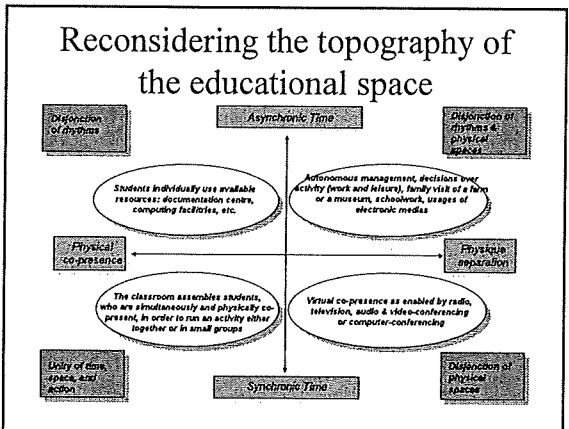 Reconsidering the topography of
the educational space
Disjonction
of rhythms
Asynchronic Time
Disjonction of
rhythms &
physical
spaces
Students individually use available
resources: documentation centre,
computing facilities, etc.
Autonomous management, decisions over
activity (work and leisure), family visit of a farm
or a museum, schoolwork, usages of
electronic medias
Physical
co-presence
Physique
separation
The classroom assembles students,
who are simultaneously and physically co-
present, in order to run an activity either
together or in small groups
Virtual co-presence as enabled by radio,
television, audio & video-conferencing
or computer-conferencing
Unity of time,
space, and
action
Synchronic Time
Disjonction of
physical
spaces